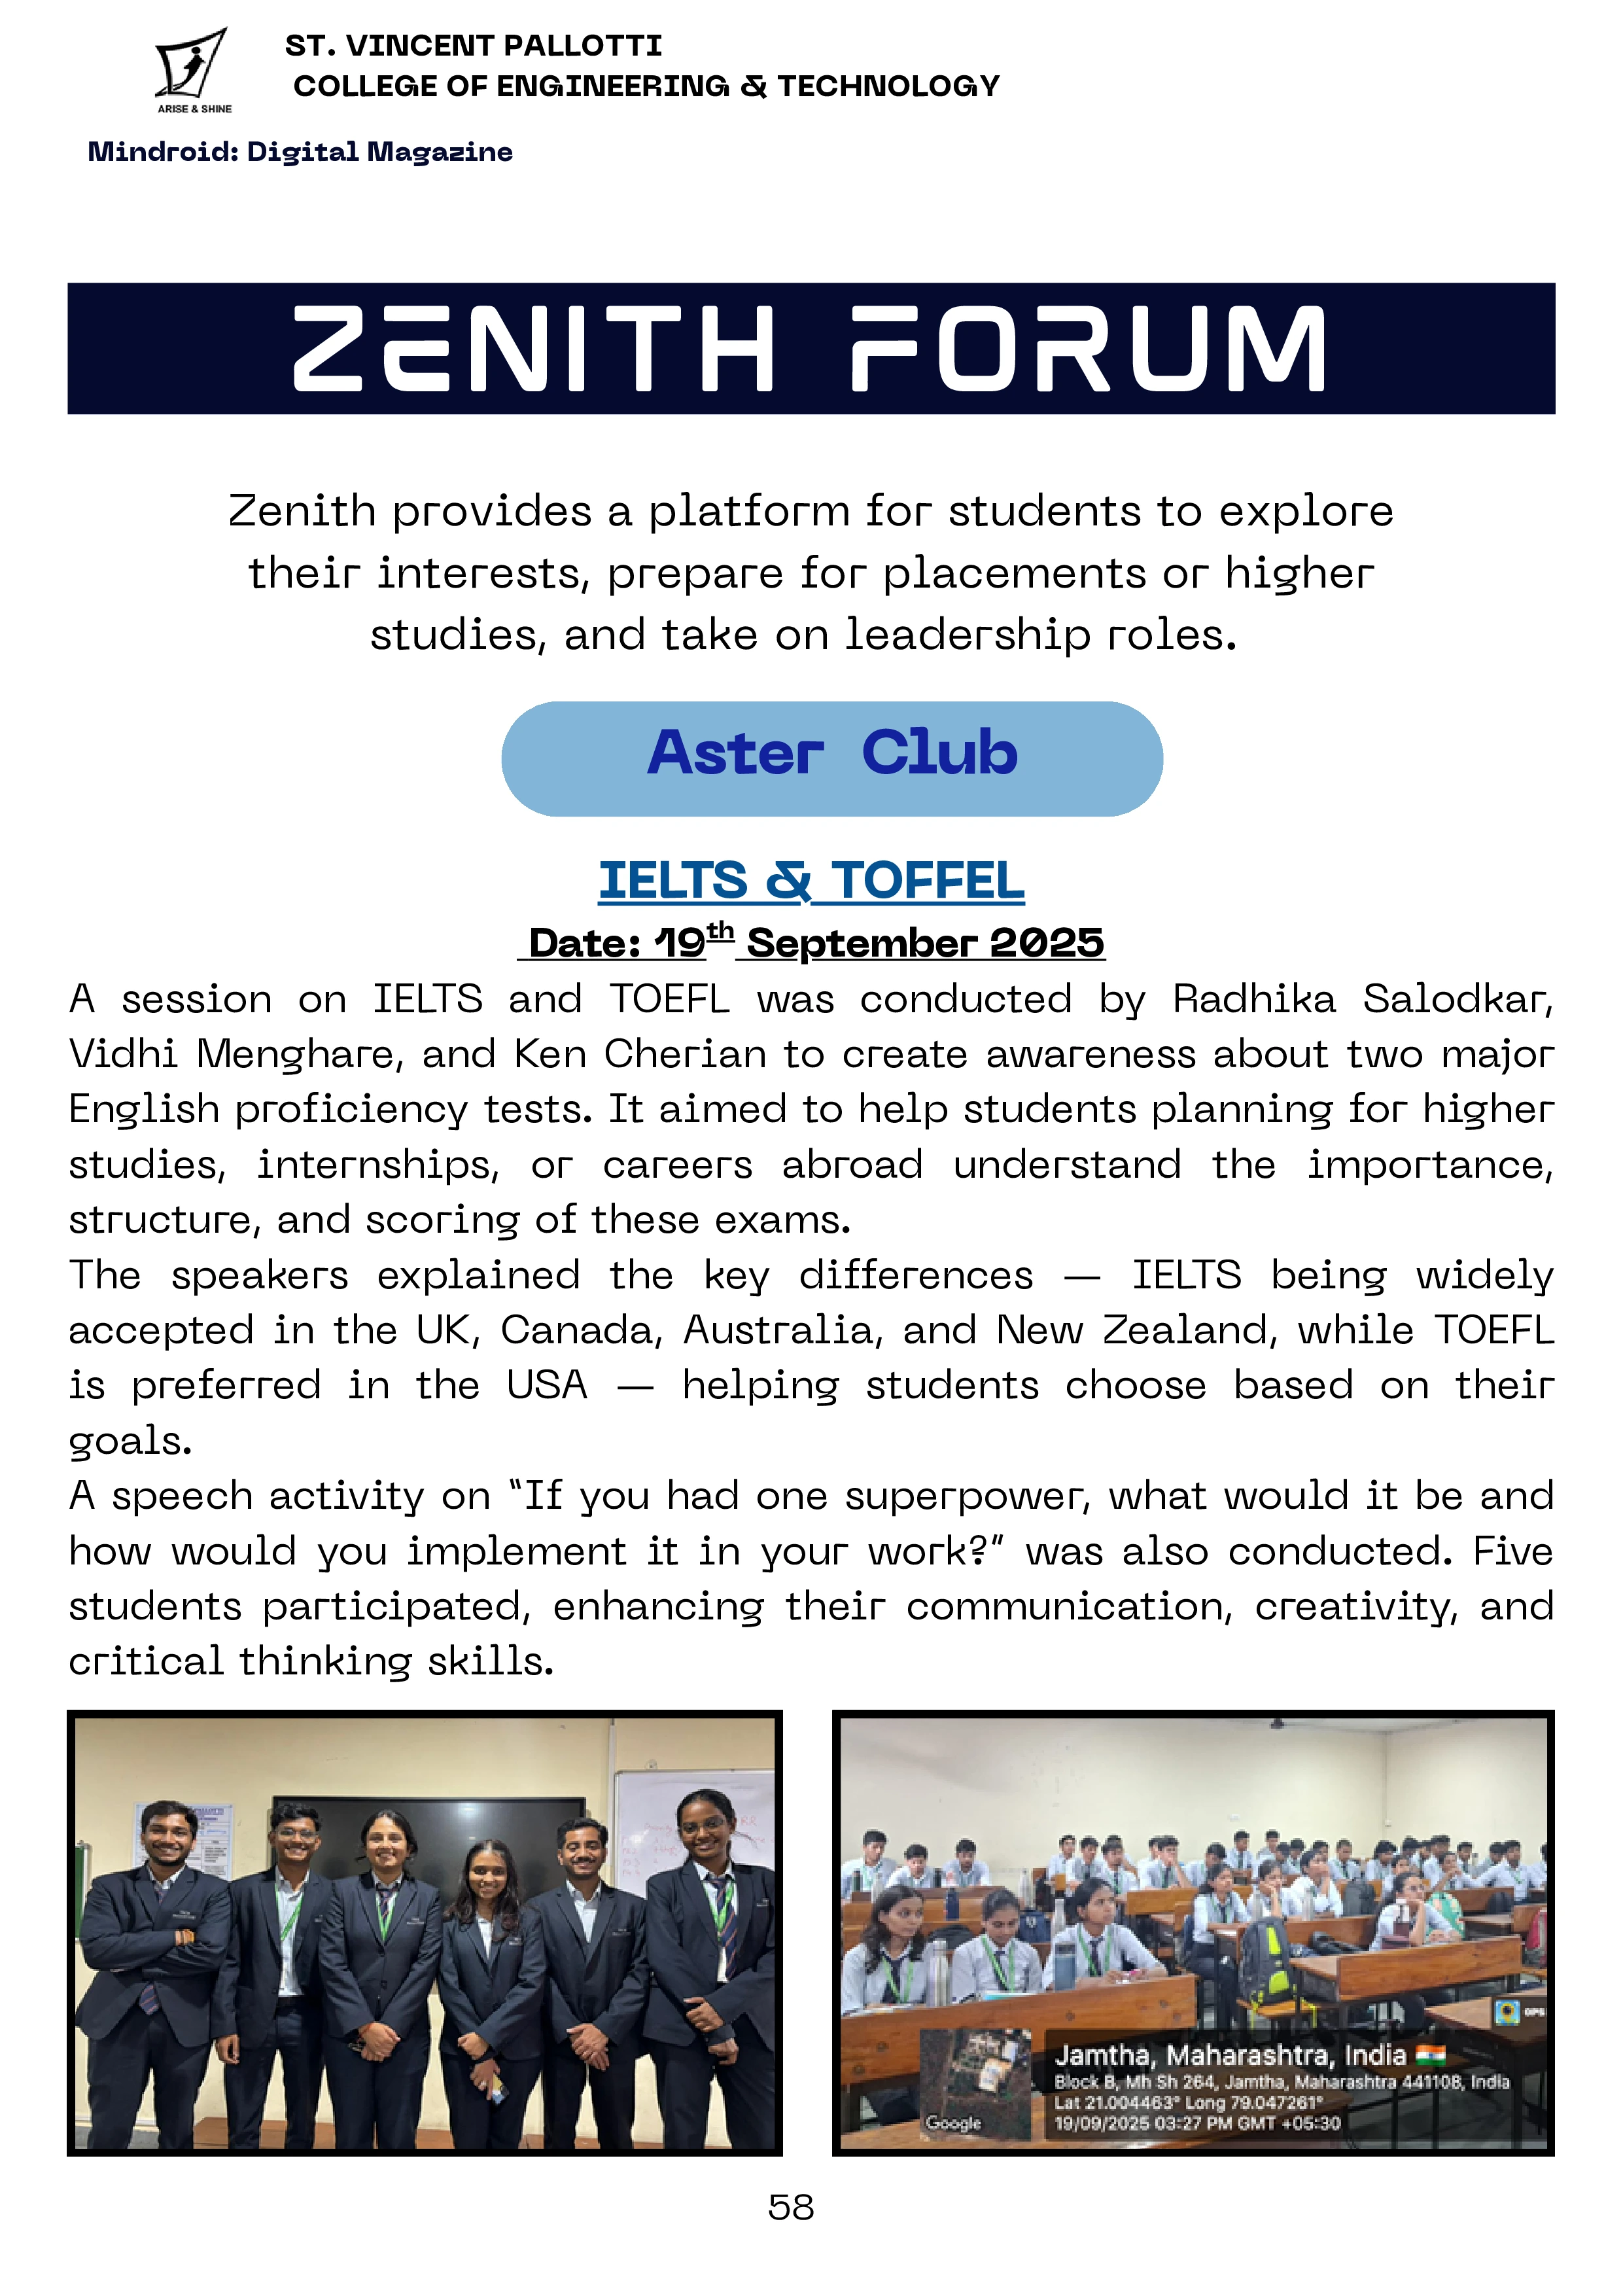 ARISE & SHINE
ST. VINCENT PALLOTTI
COLLEGE OF ENGINEERING & TECHNOLOGY
Mindroid: Digital Magazine
ZENITH FORUM
Zenith provides a platform for students to explore
their interests, prepare for placements or higher
studies, and take on leadership roles.
Aster Club
IELTS & TOFFEL
Date: 19th September 2025
A session on IELTS and TOEFL was conducted by Radhika Salodkar,
Vidhi Menghare, and Ken Cherian to create awareness about two major
English proficiency tests. It aimed to help students planning for higher
studies, internships, or careers abroad understand the importance,
structure, and scoring of these exams.
The speakers explained the key differences — IELTS being widely
accepted in the UK, Canada, Australia, and New Zealand, while TOEFL
is preferred in the USA — helping students choose based on their
goals.
A speech activity on "If you had one superpower, what would it be and
how would you implement it in your work?" was also conducted. Five
students participated, enhancing their communication, creativity, and
critical thinking skills.
GPS
Jamtha, Maharashtra, India
Block B, Mh Sh 264, Jamtha, Maharashtra 441108, India
Lat 21.004463° Long 79.047261°
19/09/2025 03:27 PM GMT +05:30
Google
58